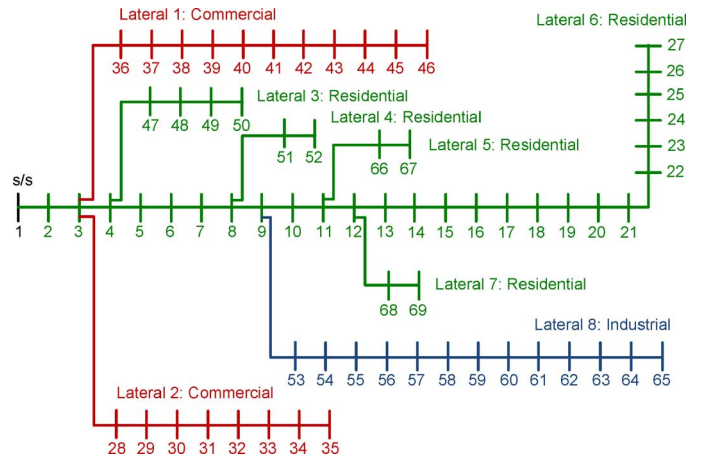 Lateral 1: Commercial
36 37 38 39 40 41 42 43 44 45 46
Lateral 6: Residential
27
26
25
24
23
22
Lateral 3: Residential
47 48 49 50
Lateral 4: Residential
51 52
Lateral 5: Residential
66 67
s/s
1 2 3 4 5 6 7 8 9 10 11 12 13 14 15 16 17 18 19 20 21
Lateral 7: Residential
68 69
Lateral 8: Industrial
53 54 55 56 57 58 59 60 61 62 63 64 65
Lateral 2: Commercial
28 29 30 31 32 33 34 35